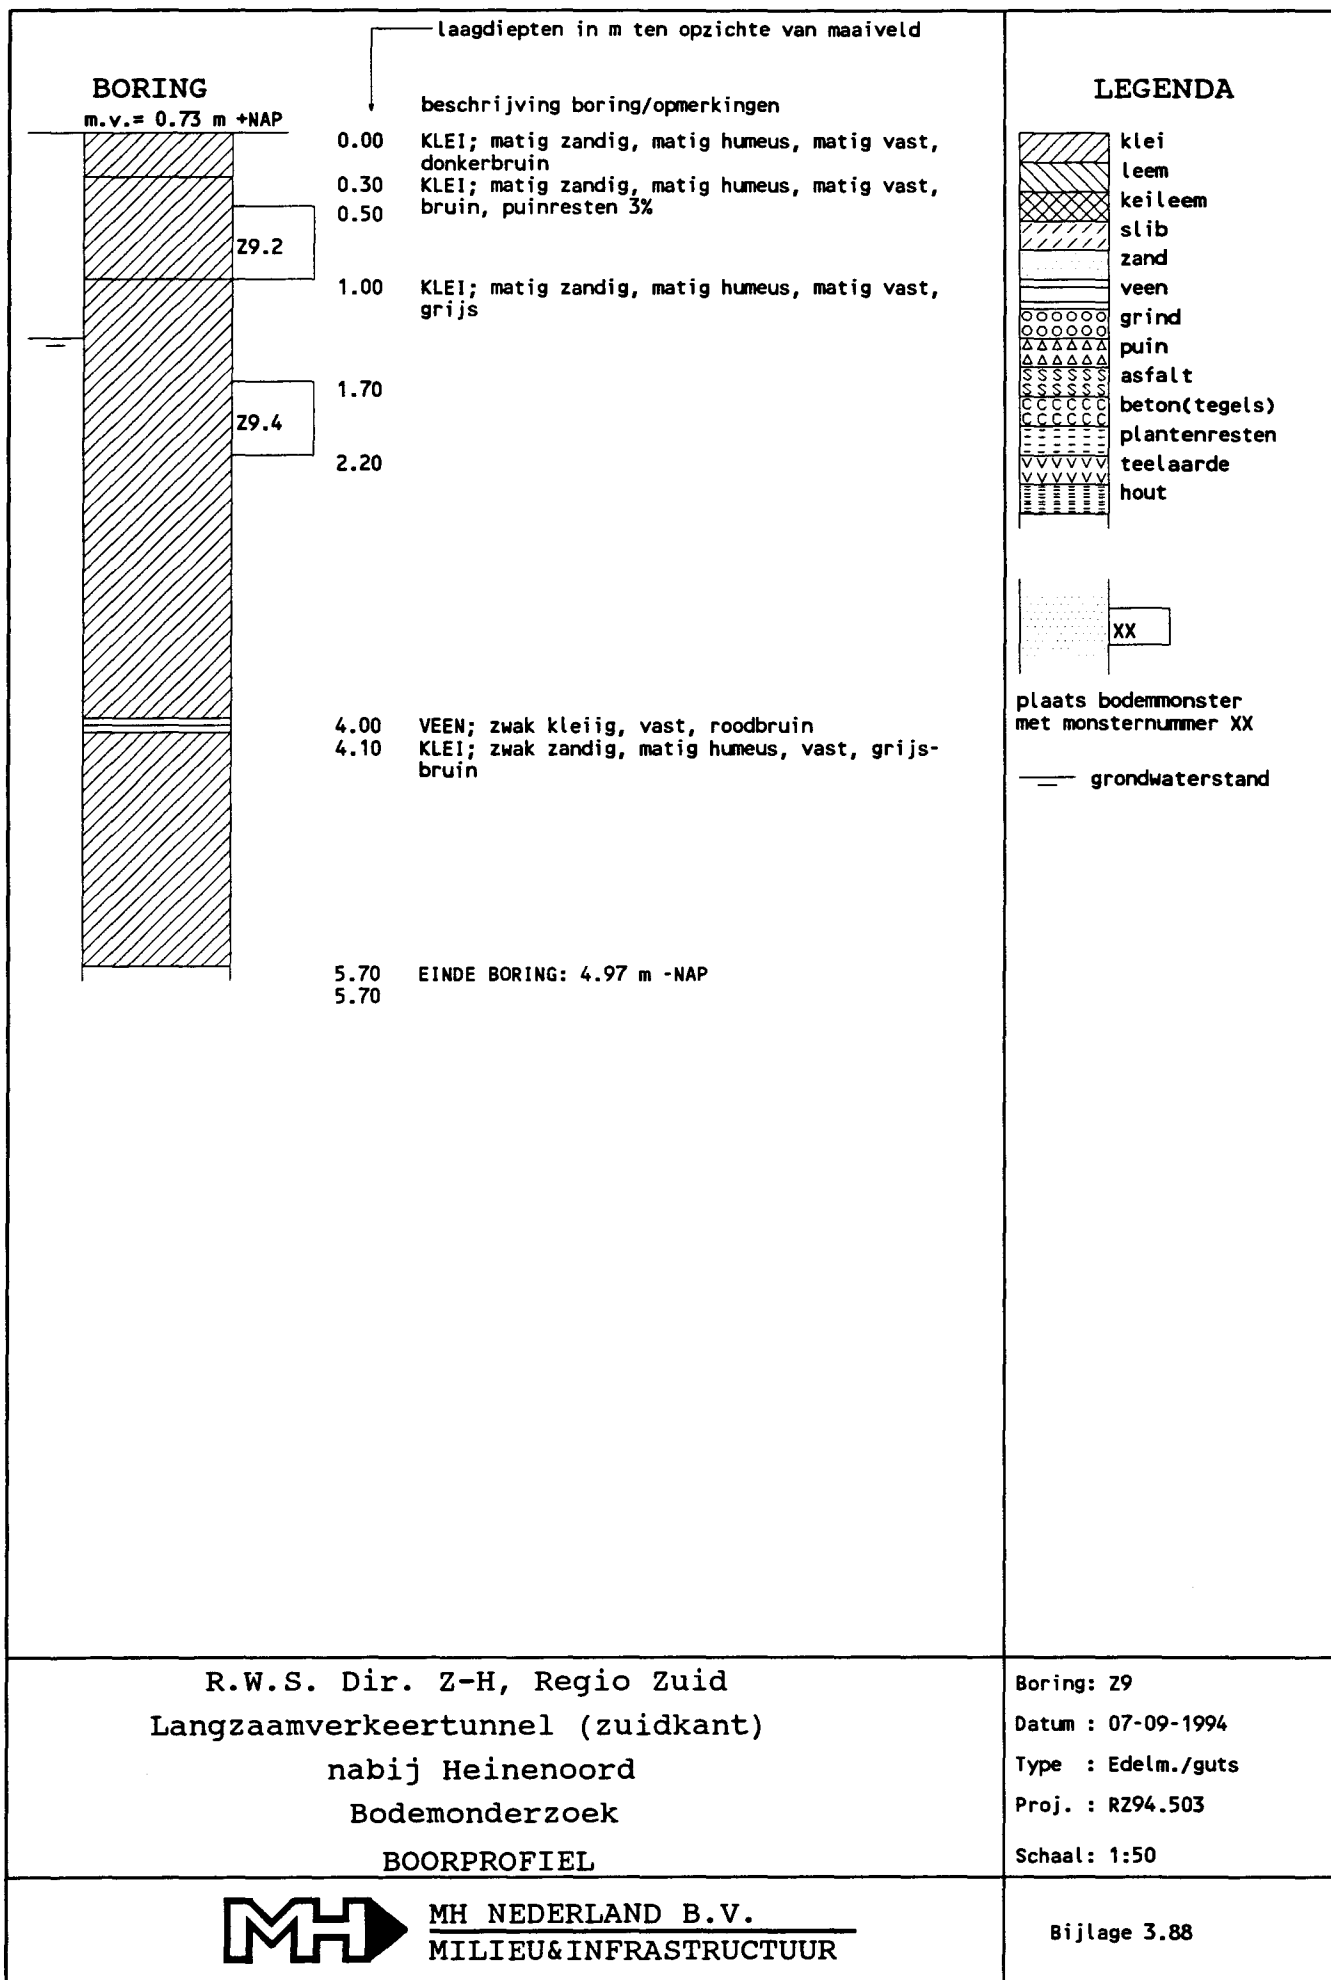 laagdiepten in m ten opzichte van maaiveld
BORING
m.v.= 0.73 m +NAP
beschrijving boring/opmerkingen
0.00 KLEI; matig zandig, matig humeus, matig vast,
donkerbruin
0.30 KLEI; matig zandig, matig humeus, matig vast,
0.50 bruin, puinresten 3%
Z9.2
1.00 KLEI; matig zandig, matig humeus, matig vast,
grijs
1.70
Z9.4
2.20
4.00 VEEN; zwak kleiig, vast, roodbruin
4.10 KLEI; zwak zandig, matig humeus, vast, grijs-
bruin
5.70 EINDE BORING: 4.97 m -NAP
5.70
LEGENDA
klei
leem
keileem
slib
zand
veen
grind
puin
asfalt
beton(tegels)
plantenresten
teelaarde
hout
XX
plaats bodemmonster
met monsternummer XX
grondwaterstand
R.W.S. Dir. Z-H, Regio Zuid
Langzaamverkeertunnel (zuidkant)
nabij Heinenoord
Bodemonderzoek
BOORPROFIEL
Boring: Z9
Datum : 07-09-1994
Type : Edelm./guts
Proj. : RZ94.503
Schaal: 1:50
MH
MH NEDERLAND B.V.
MILIEU&INFRASTRUCTUUR
Bijlage 3.88